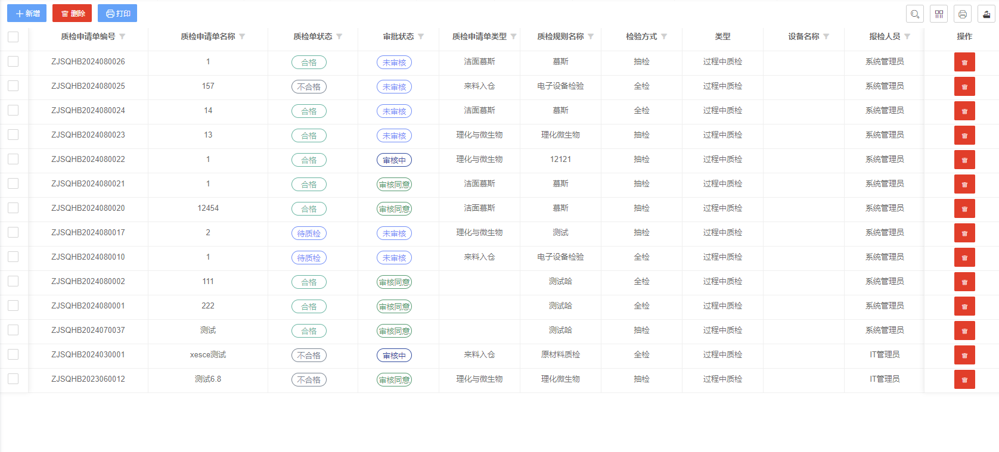 新增 删除 打印
质检申请单编号 质检申请单名称 质检单状态 审批状态 质检申请单类型 质检规则名称 检验方式 类型 设备名称 报检人员 操作
ZJSQHB2024080026 1 合格 未审核 洁面慕斯 慕斯 抽检 过程中质检 系统管理员
ZJSQHB2024080025 157 不合格 未审核 来料入仓 电子设备检验 全检 过程中质检 系统管理员
ZJSQHB2024080024 14 合格 未审核 洁面慕斯 慕斯 全检 过程中质检 系统管理员
ZJSQHB2024080023 13 合格 未审核 理化与微生物 理化微生物 抽检 过程中质检 系统管理员
ZJSQHB2024080022 1 合格 审核中 理化与微生物 12121 抽检 过程中质检 系统管理员
ZJSQHB2024080021 1 合格 审核同意 洁面慕斯 慕斯 抽检 过程中质检 系统管理员
ZJSQHB2024080020 12454 合格 审核同意 洁面慕斯 慕斯 抽检 过程中质检 系统管理员
ZJSQHB2024080017 2 待质检 未审核 理化与微生物 测试 抽检 过程中质检 系统管理员
ZJSQHB2024080010 1 待质检 未审核 来料入仓 电子设备检验 全检 过程中质检 系统管理员
ZJSQHB2024080002 111 合格 审核同意 测试哈 全检 过程中质检 系统管理员
ZJSQHB2024080001 222 合格 审核同意 测试哈 全检 过程中质检 系统管理员
ZJSQHB2024070037 测试 合格 审核同意 测试哈 抽检 过程中质检 系统管理员
ZJSQHB2024030001 xesce测试 不合格 审核中 来料入仓 原材料质检 全检 过程中质检 IT管理员
ZJSQHB2023060012 测试6.8 不合格 审核同意 理化与微生物 理化微生物 抽检 过程中质检 IT管理员